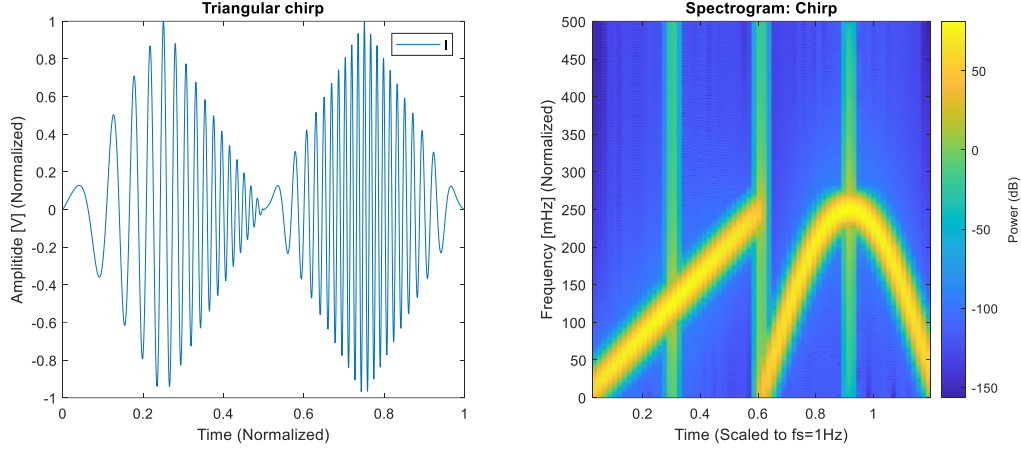 Triangular chirp
1
0.8
0.6
0.4
0.2
0
-0.2
-0.4
-0.6
-0.8
-1
Amplitide [V] (Normalized)
I
0 0.2 0.4 0.6 0.8 1
Time (Normalized)
Spectrogram: Chirp
500
450
400
350
300
250
200
150
100
50
0
Frequency [mHz] (Normalized)
0.2 0.4 0.6 0.8 1
Time (Scaled to fs=1Hz)
50
0
-50
-100
-150
Power (dB)